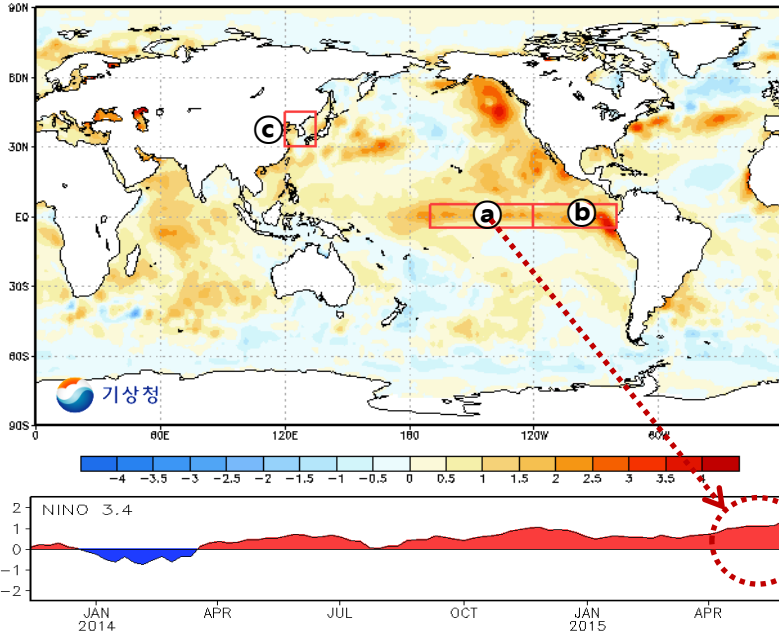 90N
60N
30N
EQ
30S
60S
90S
ⓒ
ⓐ
ⓑ
기상청
0 60E 120E 180 120W 60W
-4 -3.5 -3 -2.5 -2 -1.5 -1 -0.5 0 0.5 1 1.5 2 2.5 3 3.5 4
NINO 3.4
2
1
0
-1
-2
JAN APR JUL OCT JAN APR
2014 2015